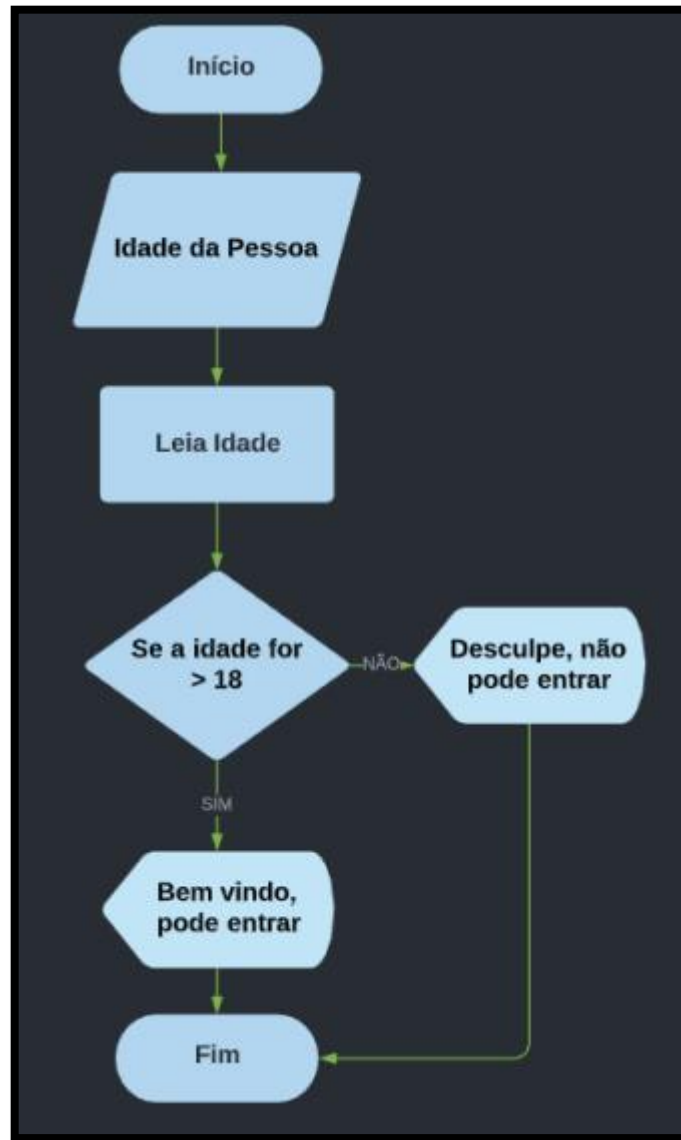 Início
Idade da Pessoa
Leia Idade
Se a idade for
> 18
NÃO
Desculpe, não
pode entrar
SIM
Bem vindo,
pode entrar
Fim